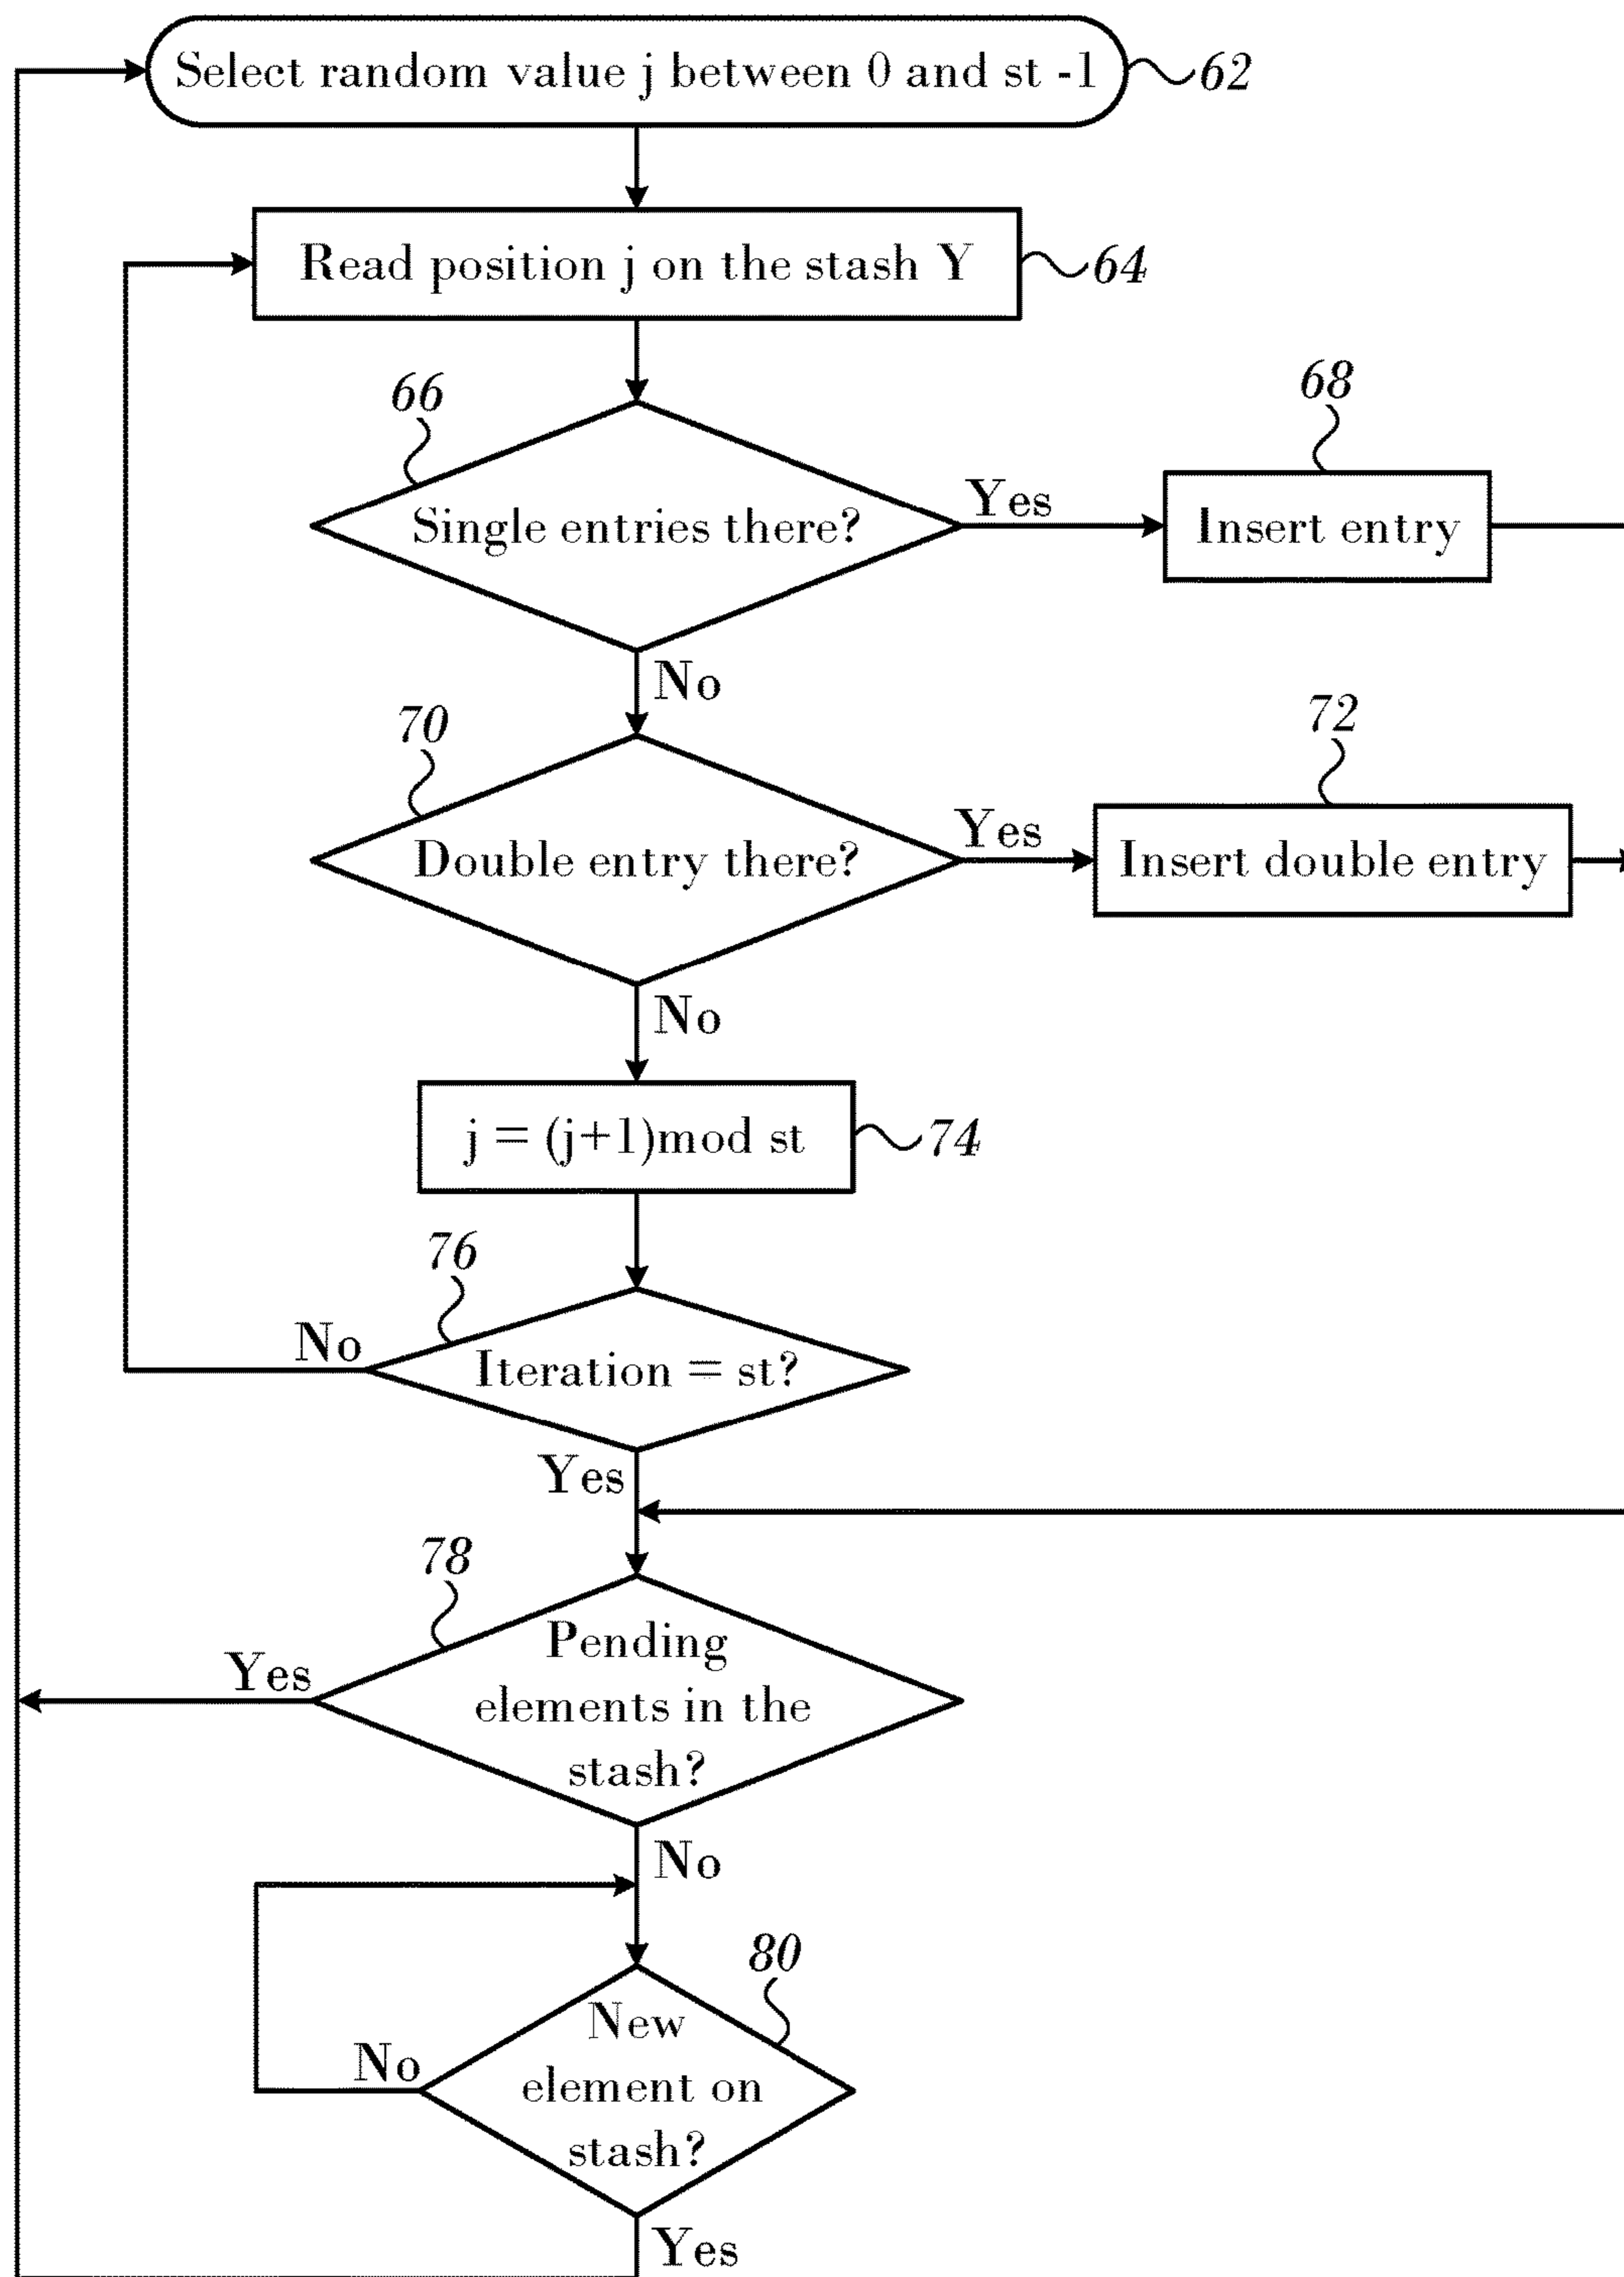 Select random value j between 0 and st -1
62
Read position j on the stash Y
64
66
68
Single entries there?
Yes
Insert entry
No
70
72
Double entry there?
Yes
Insert double entry
No
j = (j+1)mod st
74
76
No
Iteration = st?
Yes
78
Yes
Pending
elements in the
stash?
No
80
No
New
element on
stash?
Yes